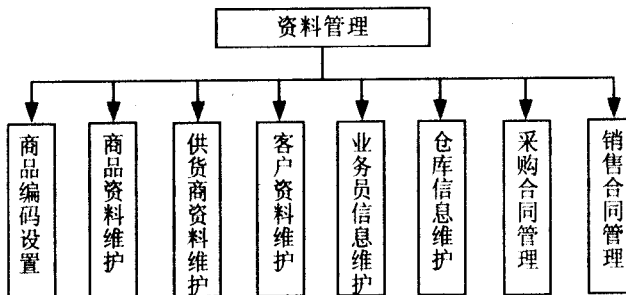 资料管理
商品编码设置
商品资料维护
供货商资料维护
客户资料维护
业务员信息维护
仓库信息维护
采购合同管理
销售合同管理